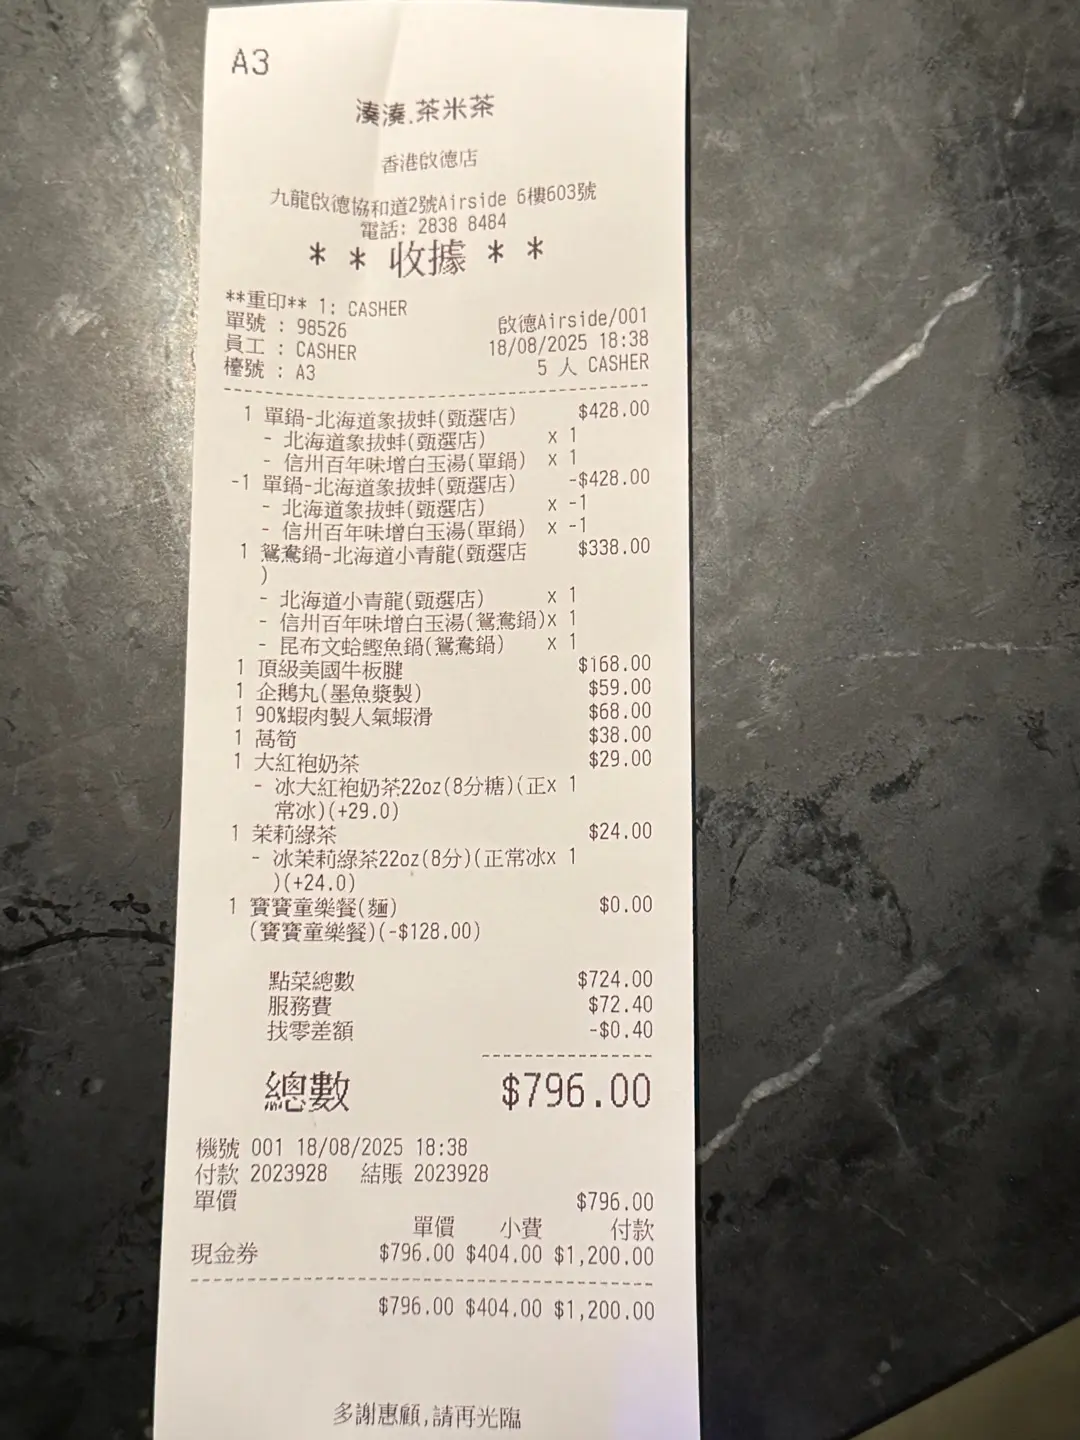 A3
湊湊.茶米茶
香港啟德店
九龍啟德協和道2號Airside 6樓603號
電話: 2838 8484
* * 收據 * *
**重印** 1: CASHER
單號 : 98526 啟德Airside/001
員工 : CASHER 18/08/2025 18:38
檯號 : A3 5 人 CASHER
1 單鍋-北海道象拔蚌(甄選店) $428.00
- 北海道象拔蚌(甄選店) x 1
- 信州百年味增白玉湯(單鍋) x 1
-1 單鍋-北海道象拔蚌(甄選店) -$428.00
- 北海道象拔蚌(甄選店) x -1
- 信州百年味增白玉湯(單鍋) x -1
1 鴛鴦鍋-北海道小青龍(甄選店 $338.00
)
- 北海道小青龍(甄選店) x 1
- 信州百年味增白玉湯(鴛鴦鍋)x 1
- 昆布文蛤鰹魚鍋(鴛鴦鍋) x 1
1 頂級美國牛板腱 $168.00
1 企鵝丸(墨魚漿製) $59.00
1 90%蝦肉製人氣蝦滑 $68.00
1 萵筍 $38.00
1 大紅袍奶茶 $29.00
- 冰大紅袍奶茶22oz(8分糖)(正x 1
常冰)(+29.0)
1 茉莉綠茶 $24.00
- 冰茉莉綠茶22oz(8分)(正常冰x 1
)(+24.0)
1 寶寶童樂餐(麵) $0.00
(寶寶童樂餐)(-$128.00)
點菜總數 $724.00
服務費 $72.40
找零差額 -$0.40
總數 $796.00
機號 001 18/08/2025 18:38
付款 2023928 結賬 2023928
單價 $796.00
單價 小費 付款
現金券 $796.00 $404.00 $1,200.00
$796.00 $404.00 $1,200.00
多謝惠顧,請再光臨